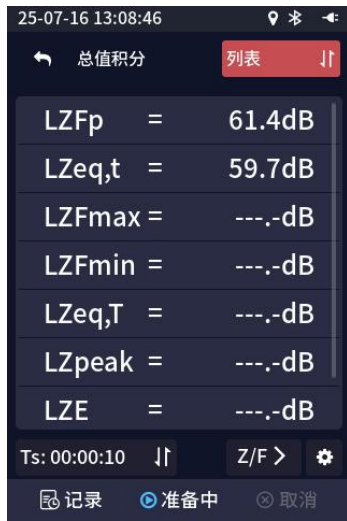 25-07-16 13:08:46
总值积分 列表
LZFp = 61.4dB
LZeq,t = 59.7dB
LZFmax = ---.-dB
LZFmin = ---.-dB
LZeq,T = ---.-dB
LZpeak = ---.-dB
LZE = ---.-dB
Ts: 00:00:10 Z/F >
记录 准备中 取消